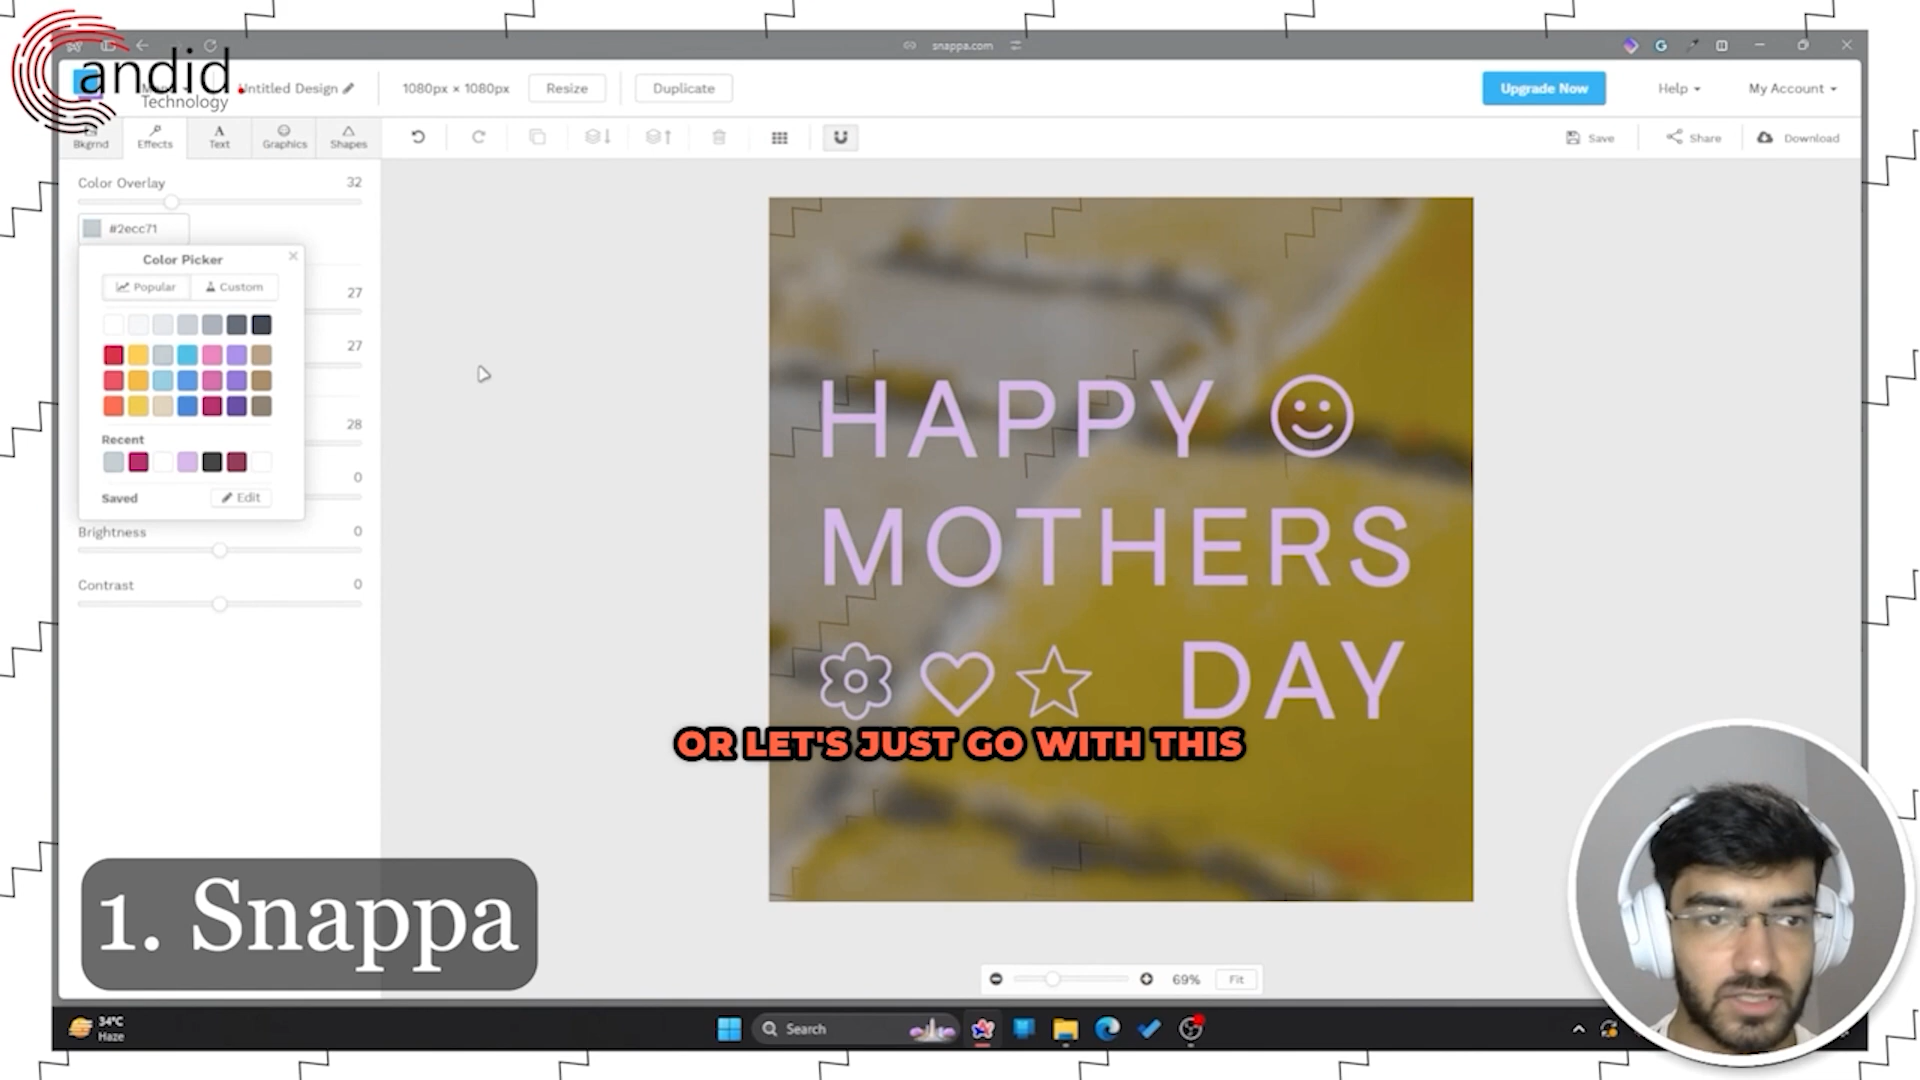 Candid
Technology
snappa.com
Untitled Design
1080px × 1080px
Resize
Duplicate
Upgrade Now
Help
My Account
Bkgrnd
Effects
Text
Graphics
Shapes
Save
Share
Download
Color Overlay
32
#2ecc71
Color Picker
Popular
Custom
27
27
28
0
Recent
Saved
Edit
Brightness
0
Contrast
0
HAPPY
MOTHERS
DAY
OR LET'S JUST GO WITH THIS
1. Snappa
69%
Fit
34°C
Haze
Search